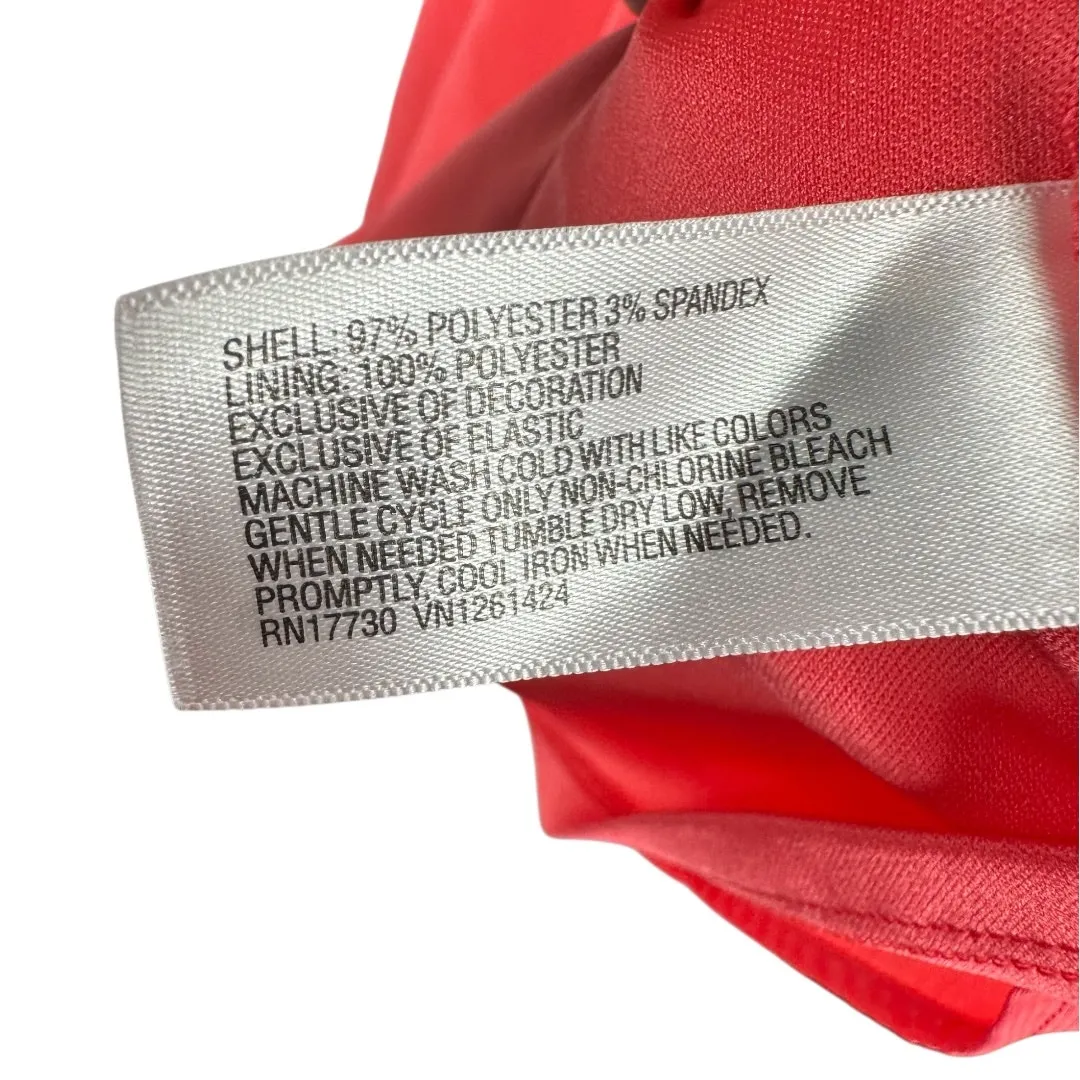 SHELL: 97% POLYESTER 3% SPANDEX
LINING: 100% POLYESTER
EXCLUSIVE OF DECORATION
EXCLUSIVE OF ELASTIC
MACHINE WASH COLD WITH LIKE COLORS
GENTLE CYCLE ONLY NON-CHLORINE BLEACH
WHEN NEEDED TUMBLE DRY LOW, REMOVE
PROMPTLY, COOL IRON WHEN NEEDED.
RN17730 VN1261424